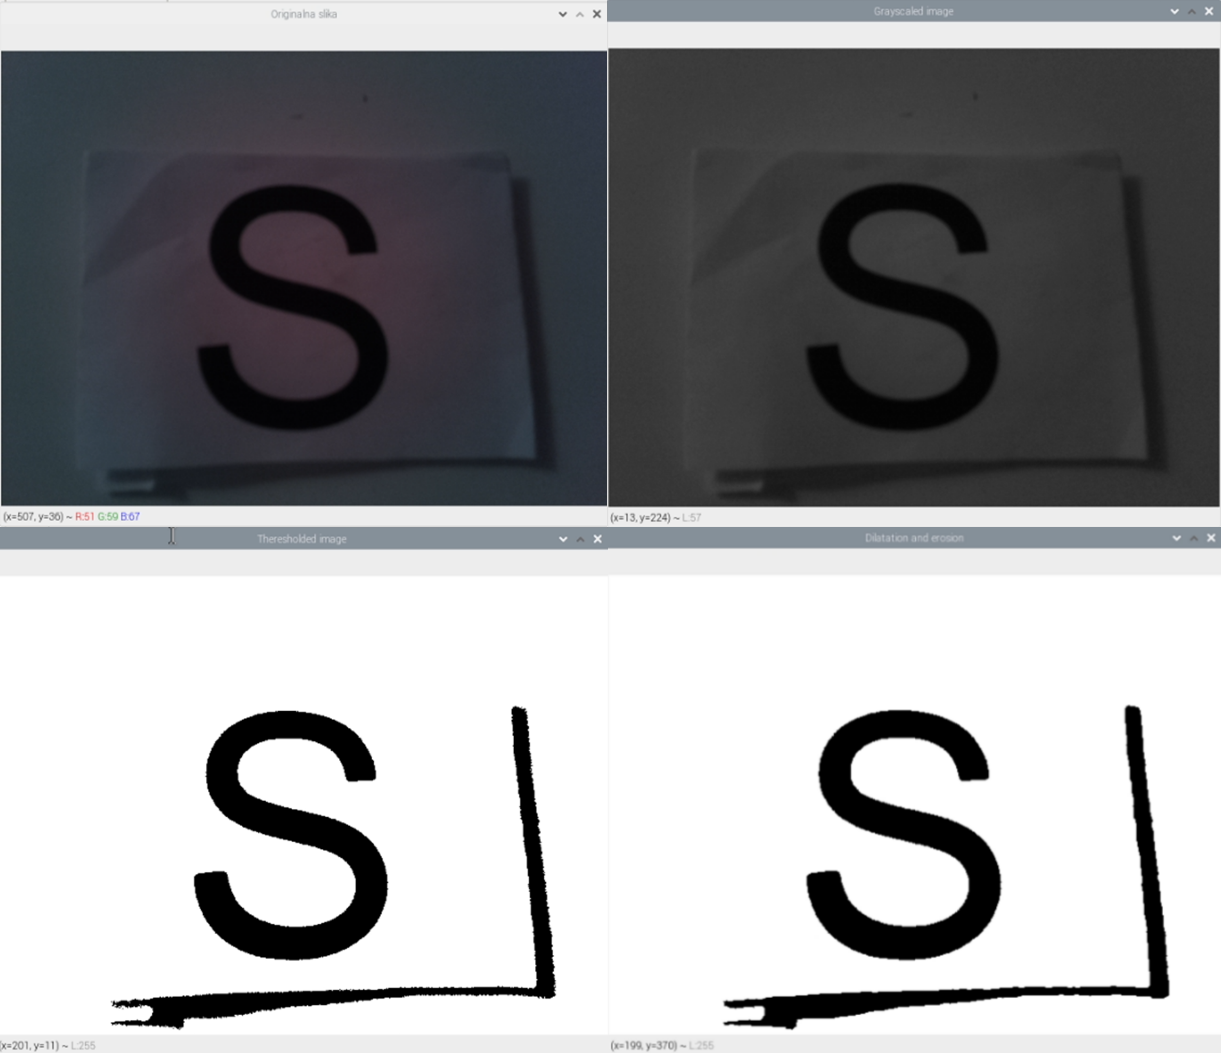 Originalna slika
Grayscaled image
S
S
(x=507, y=36) ~ R:51 G:59 B:67
(x=13, y=224) ~ L:57
Theresholded image
Dilatation and erosion
S
S
(x=201, y=11) ~ L:255
(x=199, y=370) ~ L:255